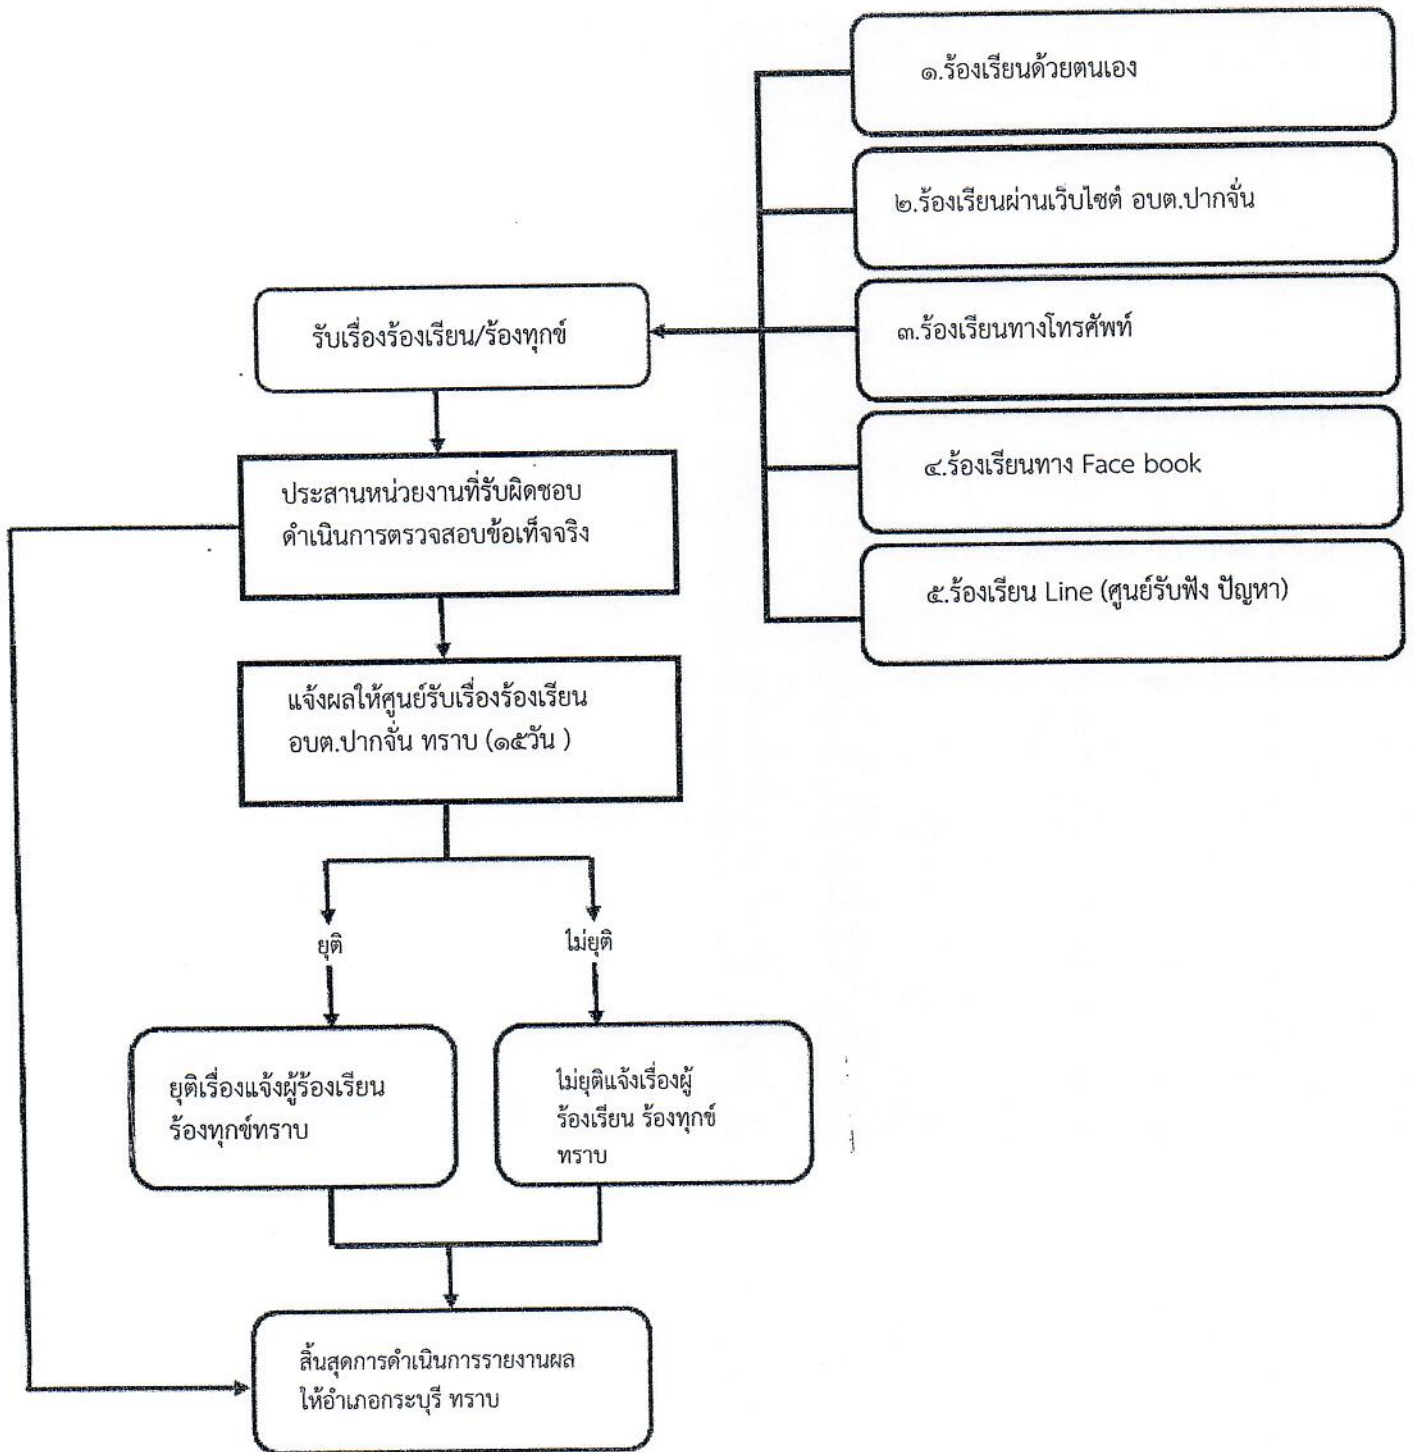 ๑.ร้องเรียนด้วยตนเอง
๒.ร้องเรียนผ่านเว็บไซต์ อบต.ปากจั่น
รับเรื่องร้องเรียน/ร้องทุกข์
๓.ร้องเรียนทางโทรศัพท์
๔.ร้องเรียนทาง Face book
๕.ร้องเรียน Line (ศูนย์รับฟัง ปัญหา)
ประสานหน่วยงานที่รับผิดชอบ
ดำเนินการตรวจสอบข้อเท็จจริง
แจ้งผลให้ศูนย์รับเรื่องร้องเรียน
อบต.ปากจั่น ทราบ (๑๕วัน )
ยุติ
ไม่ยุติ
ยุติเรื่องแจ้งผู้ร้องเรียน
ร้องทุกข์ทราบ
ไม่ยุติแจ้งเรื่องผู้
ร้องเรียน ร้องทุกข์
ทราบ
สิ้นสุดการดำเนินการรายงานผล
ให้อำเภอกระบุรี ทราบ